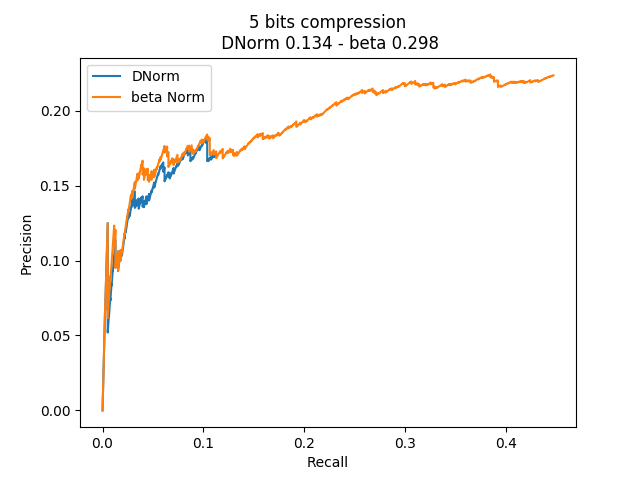 5 bits compression
DNorm 0.134 - beta 0.298
DNorm
beta Norm
Precision
0.20
0.15
0.10
0.05
0.00
0.0 0.1 0.2 0.3 0.4
Recall